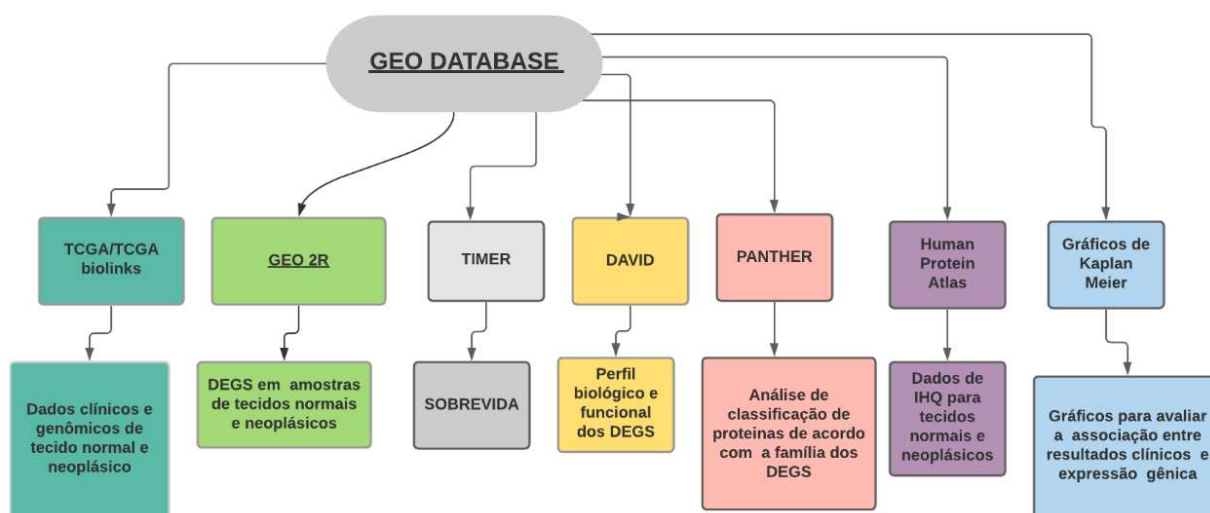 GEO DATABASE
TCGA/TCGA
biolinks
GEO 2R
TIMER
DAVID
PANTHER
Human
Protein
Atlas
Gráficos de
Kaplan
Meier
Dados clínicos e
genômicos de
tecido normal e
neoplásico
DEGS em amostras
de tecidos normais
e neoplásicos
SOBREVIDA
Perfil
biológico e
funcional
dos DEGS
Análise de
classificação de
proteinas de acordo
com a família dos
DEGS
Dados de
IHQ para
tecidos
normais e
neoplásicos
Gráficos para avaliar
a associação entre
resultados clínicos e
expressão gênica